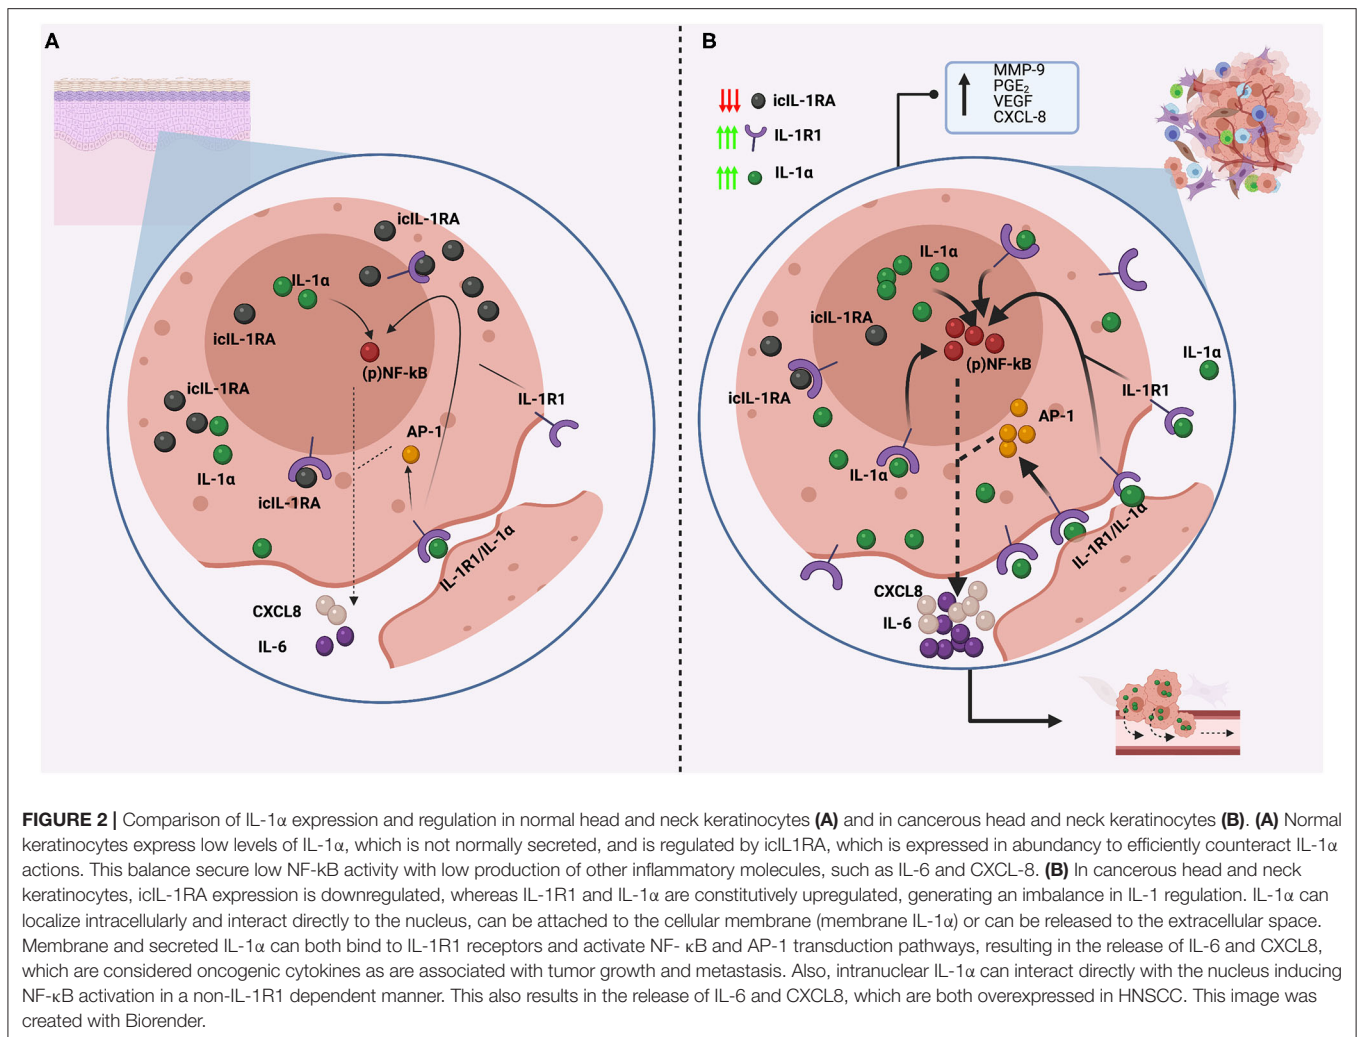 A
icIL-1RA
IL-1α
icIL-1RA
(p)NF-kB
icIL-1RA
IL-1R1
AP-1
IL-1α
icIL-1RA
IL-1R1/IL-1α
CXCL8
IL-6
B
icIL-1RA
IL-1R1
IL-1α
MMP-9
PGE₂
VEGF
CXCL-8
IL-1α
icIL-1RA
IL-1α
(p)NF-kB
icIL-1RA
IL-1R1
AP-1
IL-1α
IL-1R1/IL-1α
CXCL8
IL-6
FIGURE 2 | Comparison of IL-1α expression and regulation in normal head and neck keratinocytes (A) and in cancerous head and neck keratinocytes (B). (A) Normal
keratinocytes express low levels of IL-1α, which is not normally secreted, and is regulated by icIL1RA, which is expressed in abundancy to efficiently counteract IL-1α
actions. This balance secure low NF-kB activity with low production of other inflammatory molecules, such as IL-6 and CXCL-8. (B) In cancerous head and neck
keratinocytes, icIL-1RA expression is downregulated, whereas IL-1R1 and IL-1α are constitutively upregulated, generating an imbalance in IL-1 regulation. IL-1α can
localize intracellularly and interact directly to the nucleus, can be attached to the cellular membrane (membrane IL-1α) or can be released to the extracellular space.
Membrane and secreted IL-1α can both bind to IL-1R1 receptors and activate NF- κB and AP-1 transduction pathways, resulting in the release of IL-6 and CXCL8,
which are considered oncogenic cytokines as are associated with tumor growth and metastasis. Also, intranuclear IL-1α can interact directly with the nucleus inducing
NF-κB activation in a non-IL-1R1 dependent manner. This also results in the release of IL-6 and CXCL8, which are both overexpressed in HNSCC. This image was
created with Biorender.